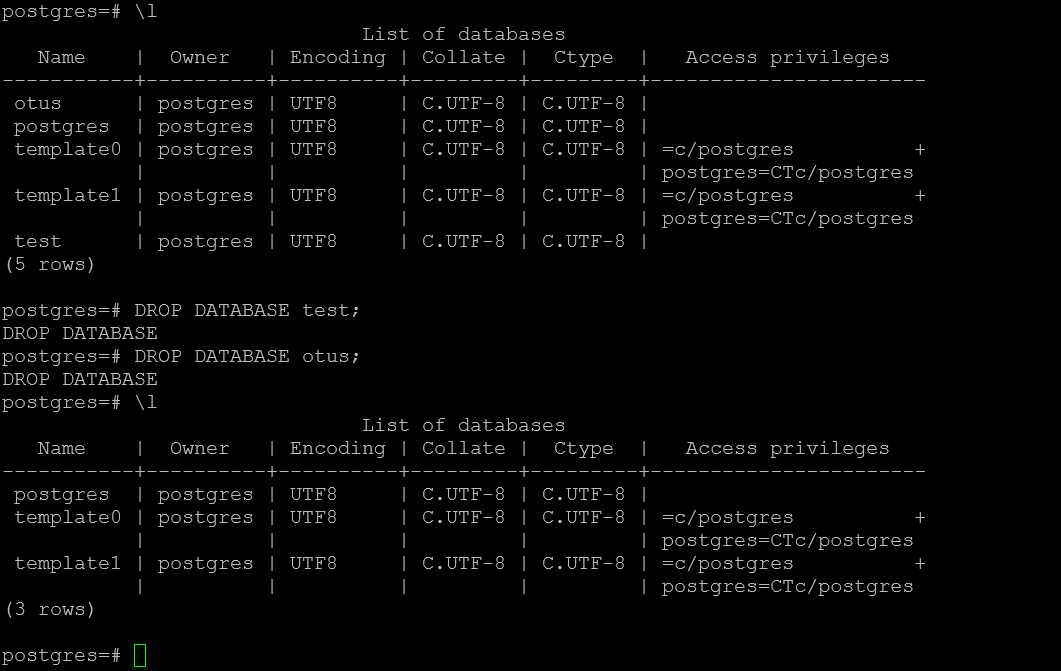 postgres=# \l
                              List of databases
   Name    |  Owner   | Encoding | Collate |  Ctype  |   Access privileges
-----------+----------+----------+---------+---------+-----------------------
 otus      | postgres | UTF8     | C.UTF-8 | C.UTF-8 |
 postgres  | postgres | UTF8     | C.UTF-8 | C.UTF-8 |
 template0 | postgres | UTF8     | C.UTF-8 | C.UTF-8 | =c/postgres          +
           |          |          |         |         | postgres=CTc/postgres
 template1 | postgres | UTF8     | C.UTF-8 | C.UTF-8 | =c/postgres          +
           |          |          |         |         | postgres=CTc/postgres
 test      | postgres | UTF8     | C.UTF-8 | C.UTF-8 |
(5 rows)

postgres=# DROP DATABASE test;
DROP DATABASE
postgres=# DROP DATABASE otus;
DROP DATABASE
postgres=# \l
                              List of databases
   Name    |  Owner   | Encoding | Collate |  Ctype  |   Access privileges
-----------+----------+----------+---------+---------+-----------------------
 postgres  | postgres | UTF8     | C.UTF-8 | C.UTF-8 |
 template0 | postgres | UTF8     | C.UTF-8 | C.UTF-8 | =c/postgres          +
           |          |          |         |         | postgres=CTc/postgres
 template1 | postgres | UTF8     | C.UTF-8 | C.UTF-8 | =c/postgres          +
           |          |          |         |         | postgres=CTc/postgres
(3 rows)

postgres=#